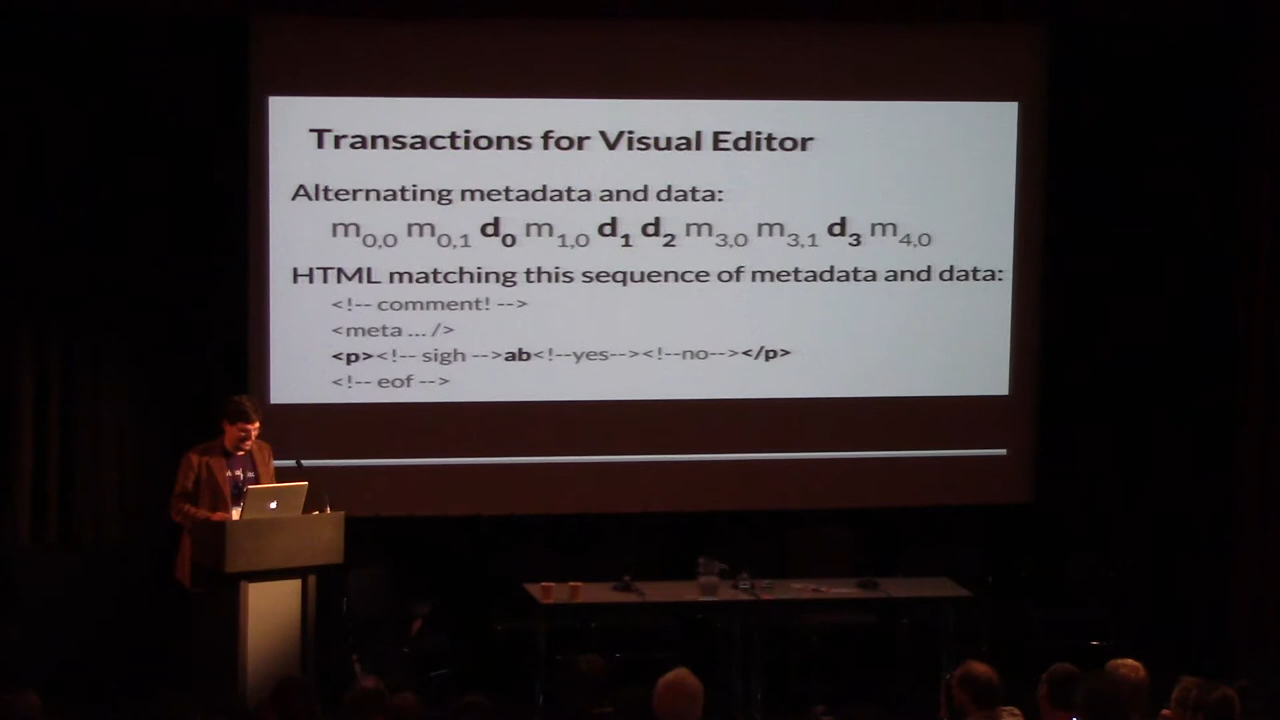 Transactions for Visual Editor
Alternating metadata and data:
m0,0 m0,1 d0 m1,0 d1 d2 m3,0 m3,1 d3 m4,0
HTML matching this sequence of metadata and data:
<!-- comment! -->
<meta ... />
<p><!-- sigh -->ab<!--yes--><!--no--></p>
<!-- eof -->